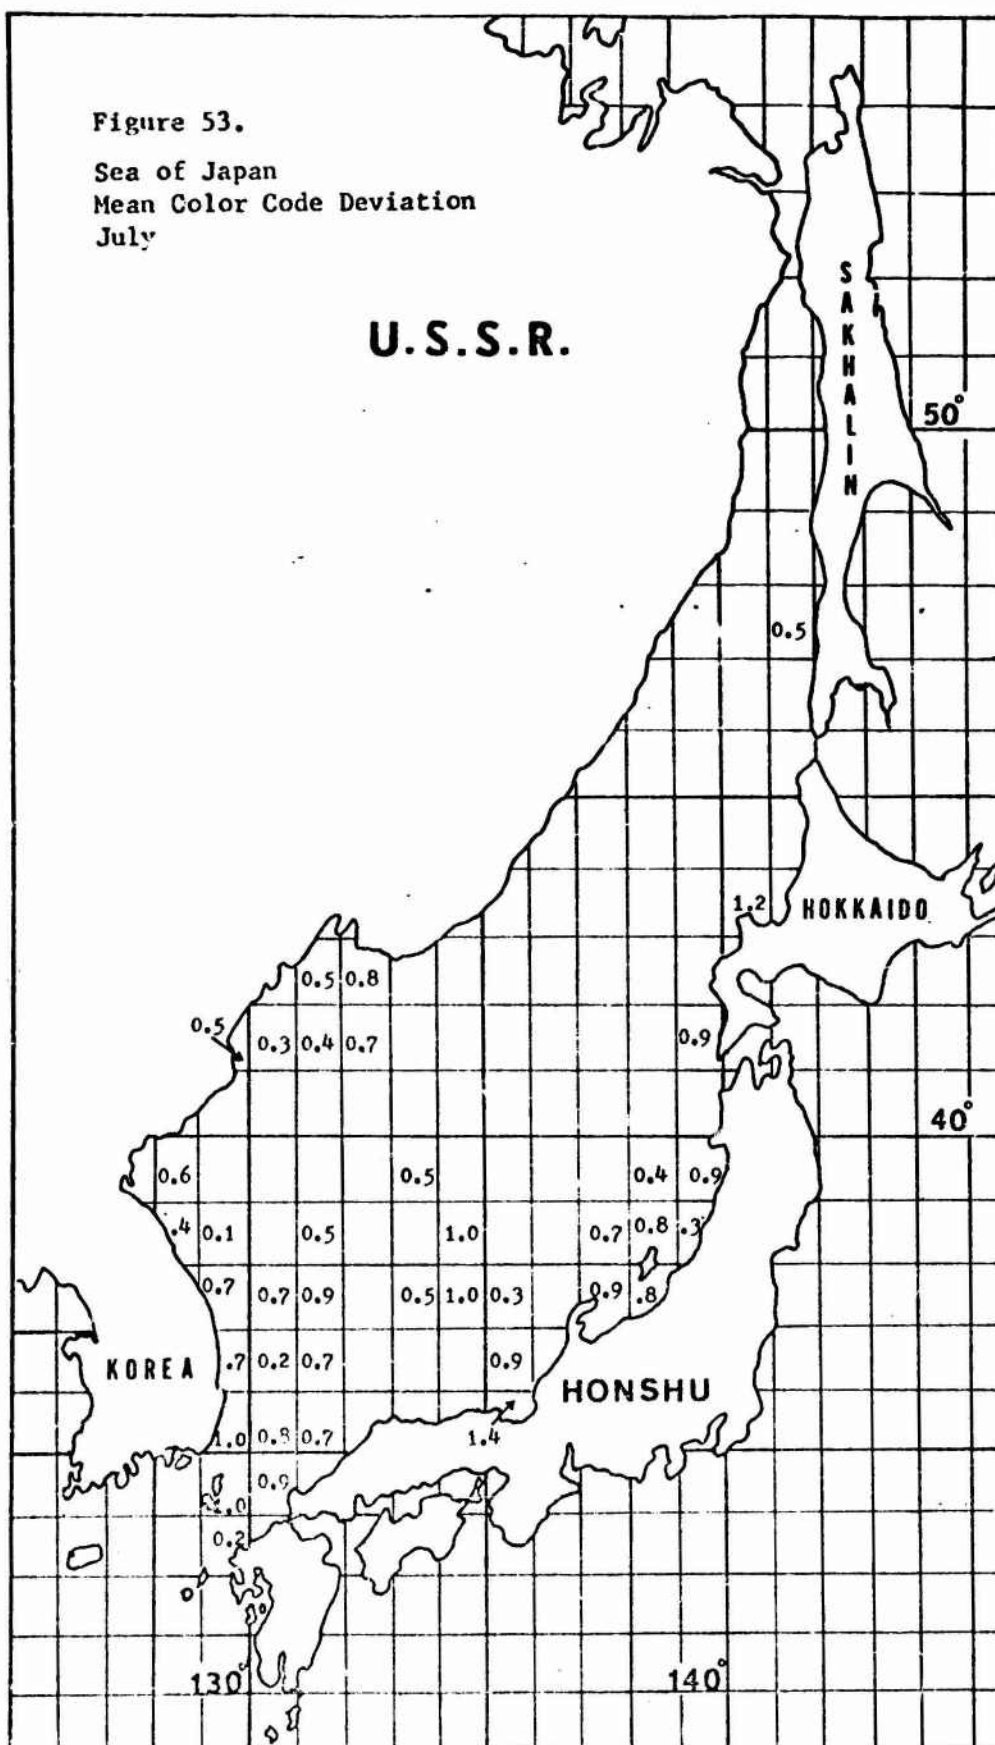 Figure 53.
Sea of Japan
Mean Color Code Deviation
July
U.S.S.R.
SAKHALIN
50°
0.5
1.2
HOKKAIDO
0.5 0.8
0.5
0.3 0.4 0.7
0.9
40°
0.6 0.5 0.4 0.9
.4 0.1 0.5 1.0 0.7 0.8 .3
0.7 0.7 0.9 0.5 1.0 0.3 0.9 .8
KOREA
.7 0.2 0.7 0.9
HONSHU
1.0 0.8 0.7 1.4
0.9
0.2
130° 140°